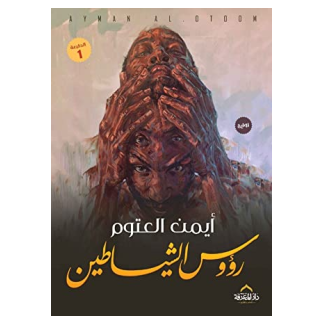 AYMAN AL.OTOOM
الطبعة
1
رواية
أيمن العتوم
رؤوس الشياطين
دار المعرفة